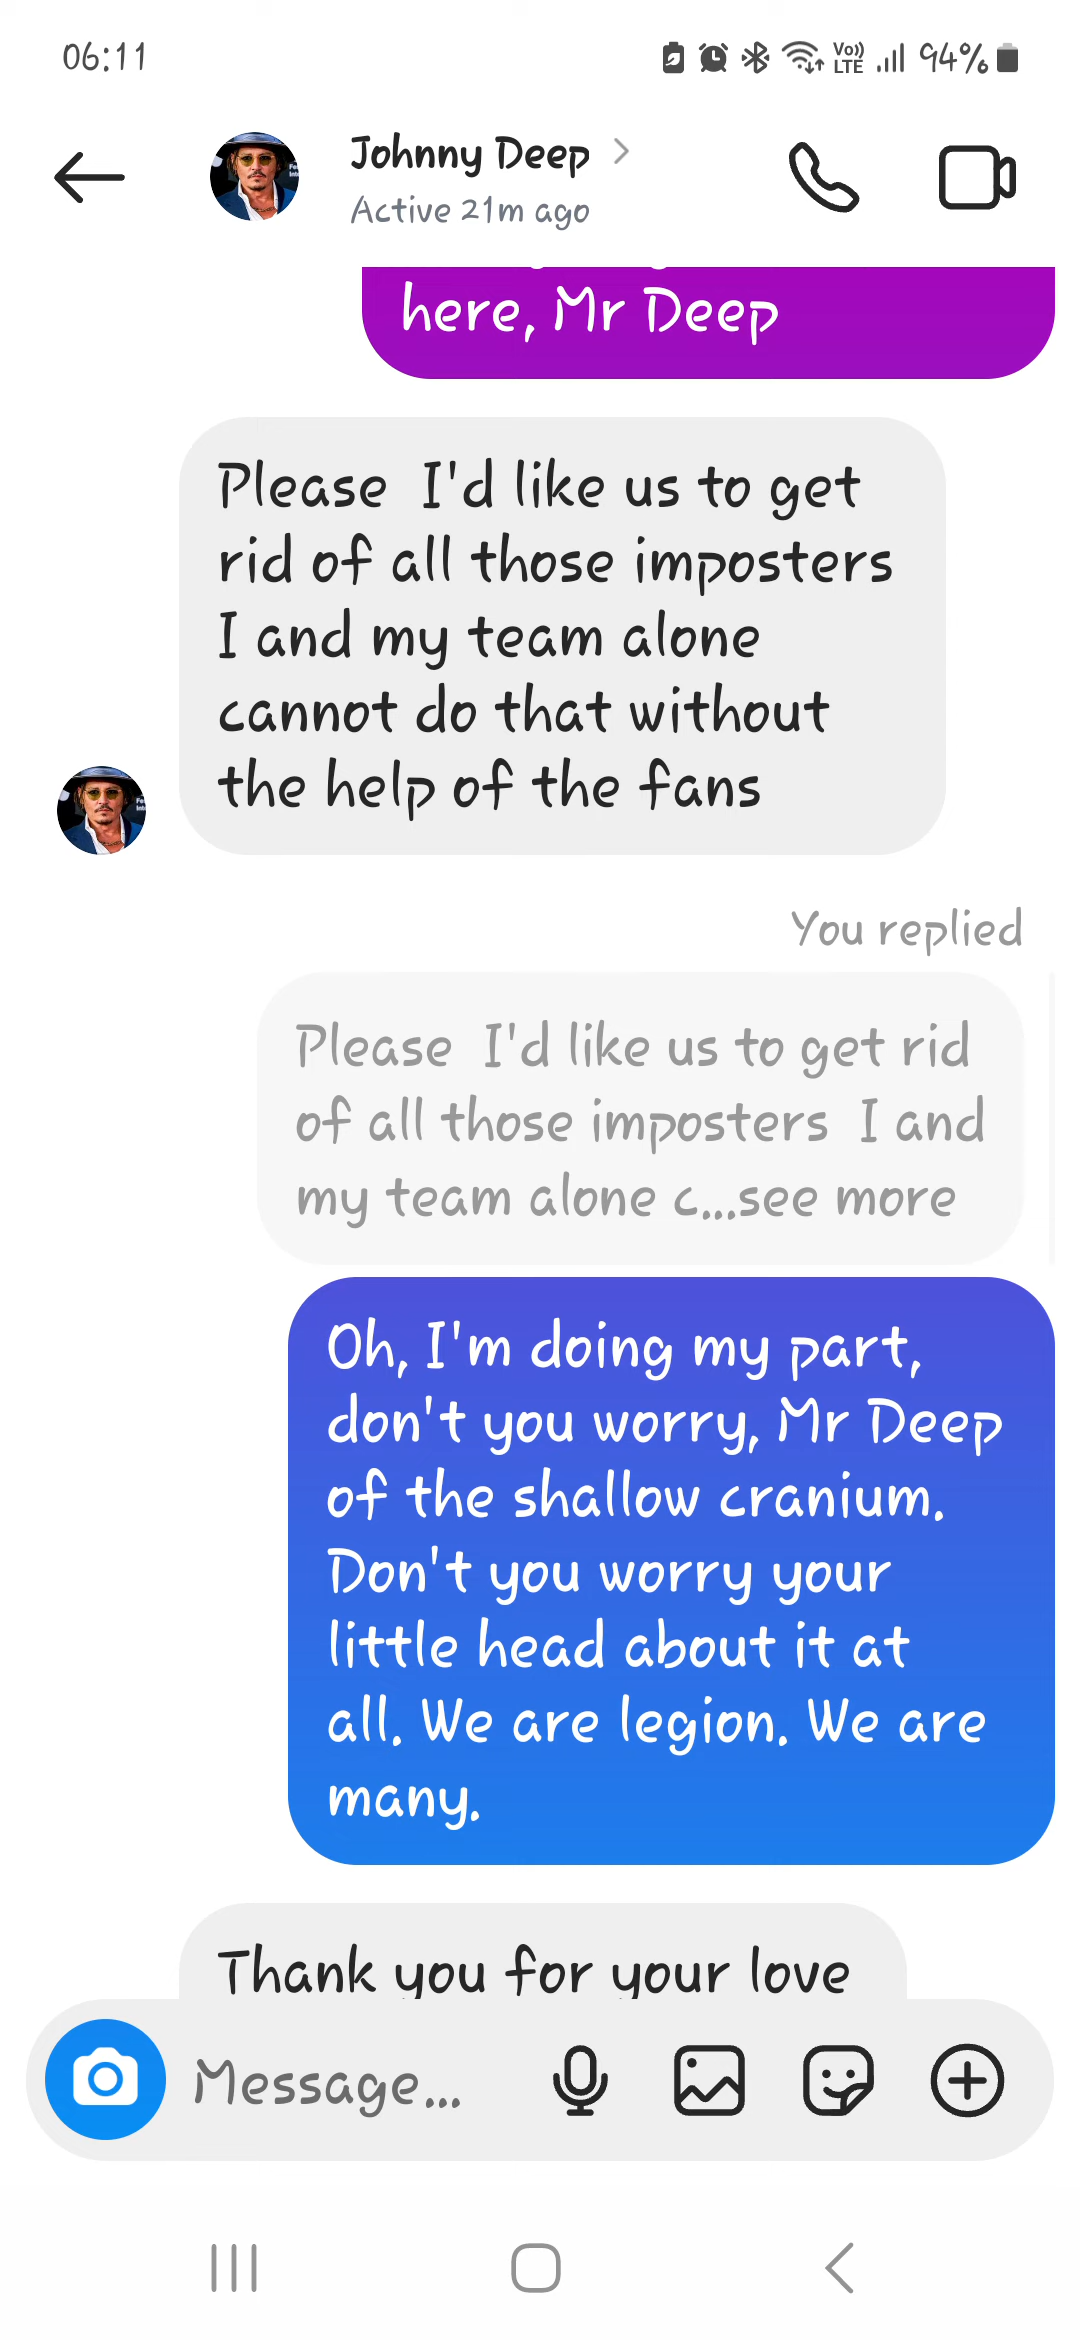 06:11
Vo)) LTE 94%
Johnny Deep
Active 21m ago
here, Mr Deep
Please  I'd like us to get
rid of all those imposters
I and my team alone
cannot do that without
the help of the fans
You replied
Please  I'd like us to get rid
of all those imposters  I and
my team alone c...see more
Oh, I'm doing my part,
don't you worry, Mr Deep
of the shallow cranium.
Don't you worry your
little head about it at
all. We are legion. We are
many.
Thank you for your love
Message...